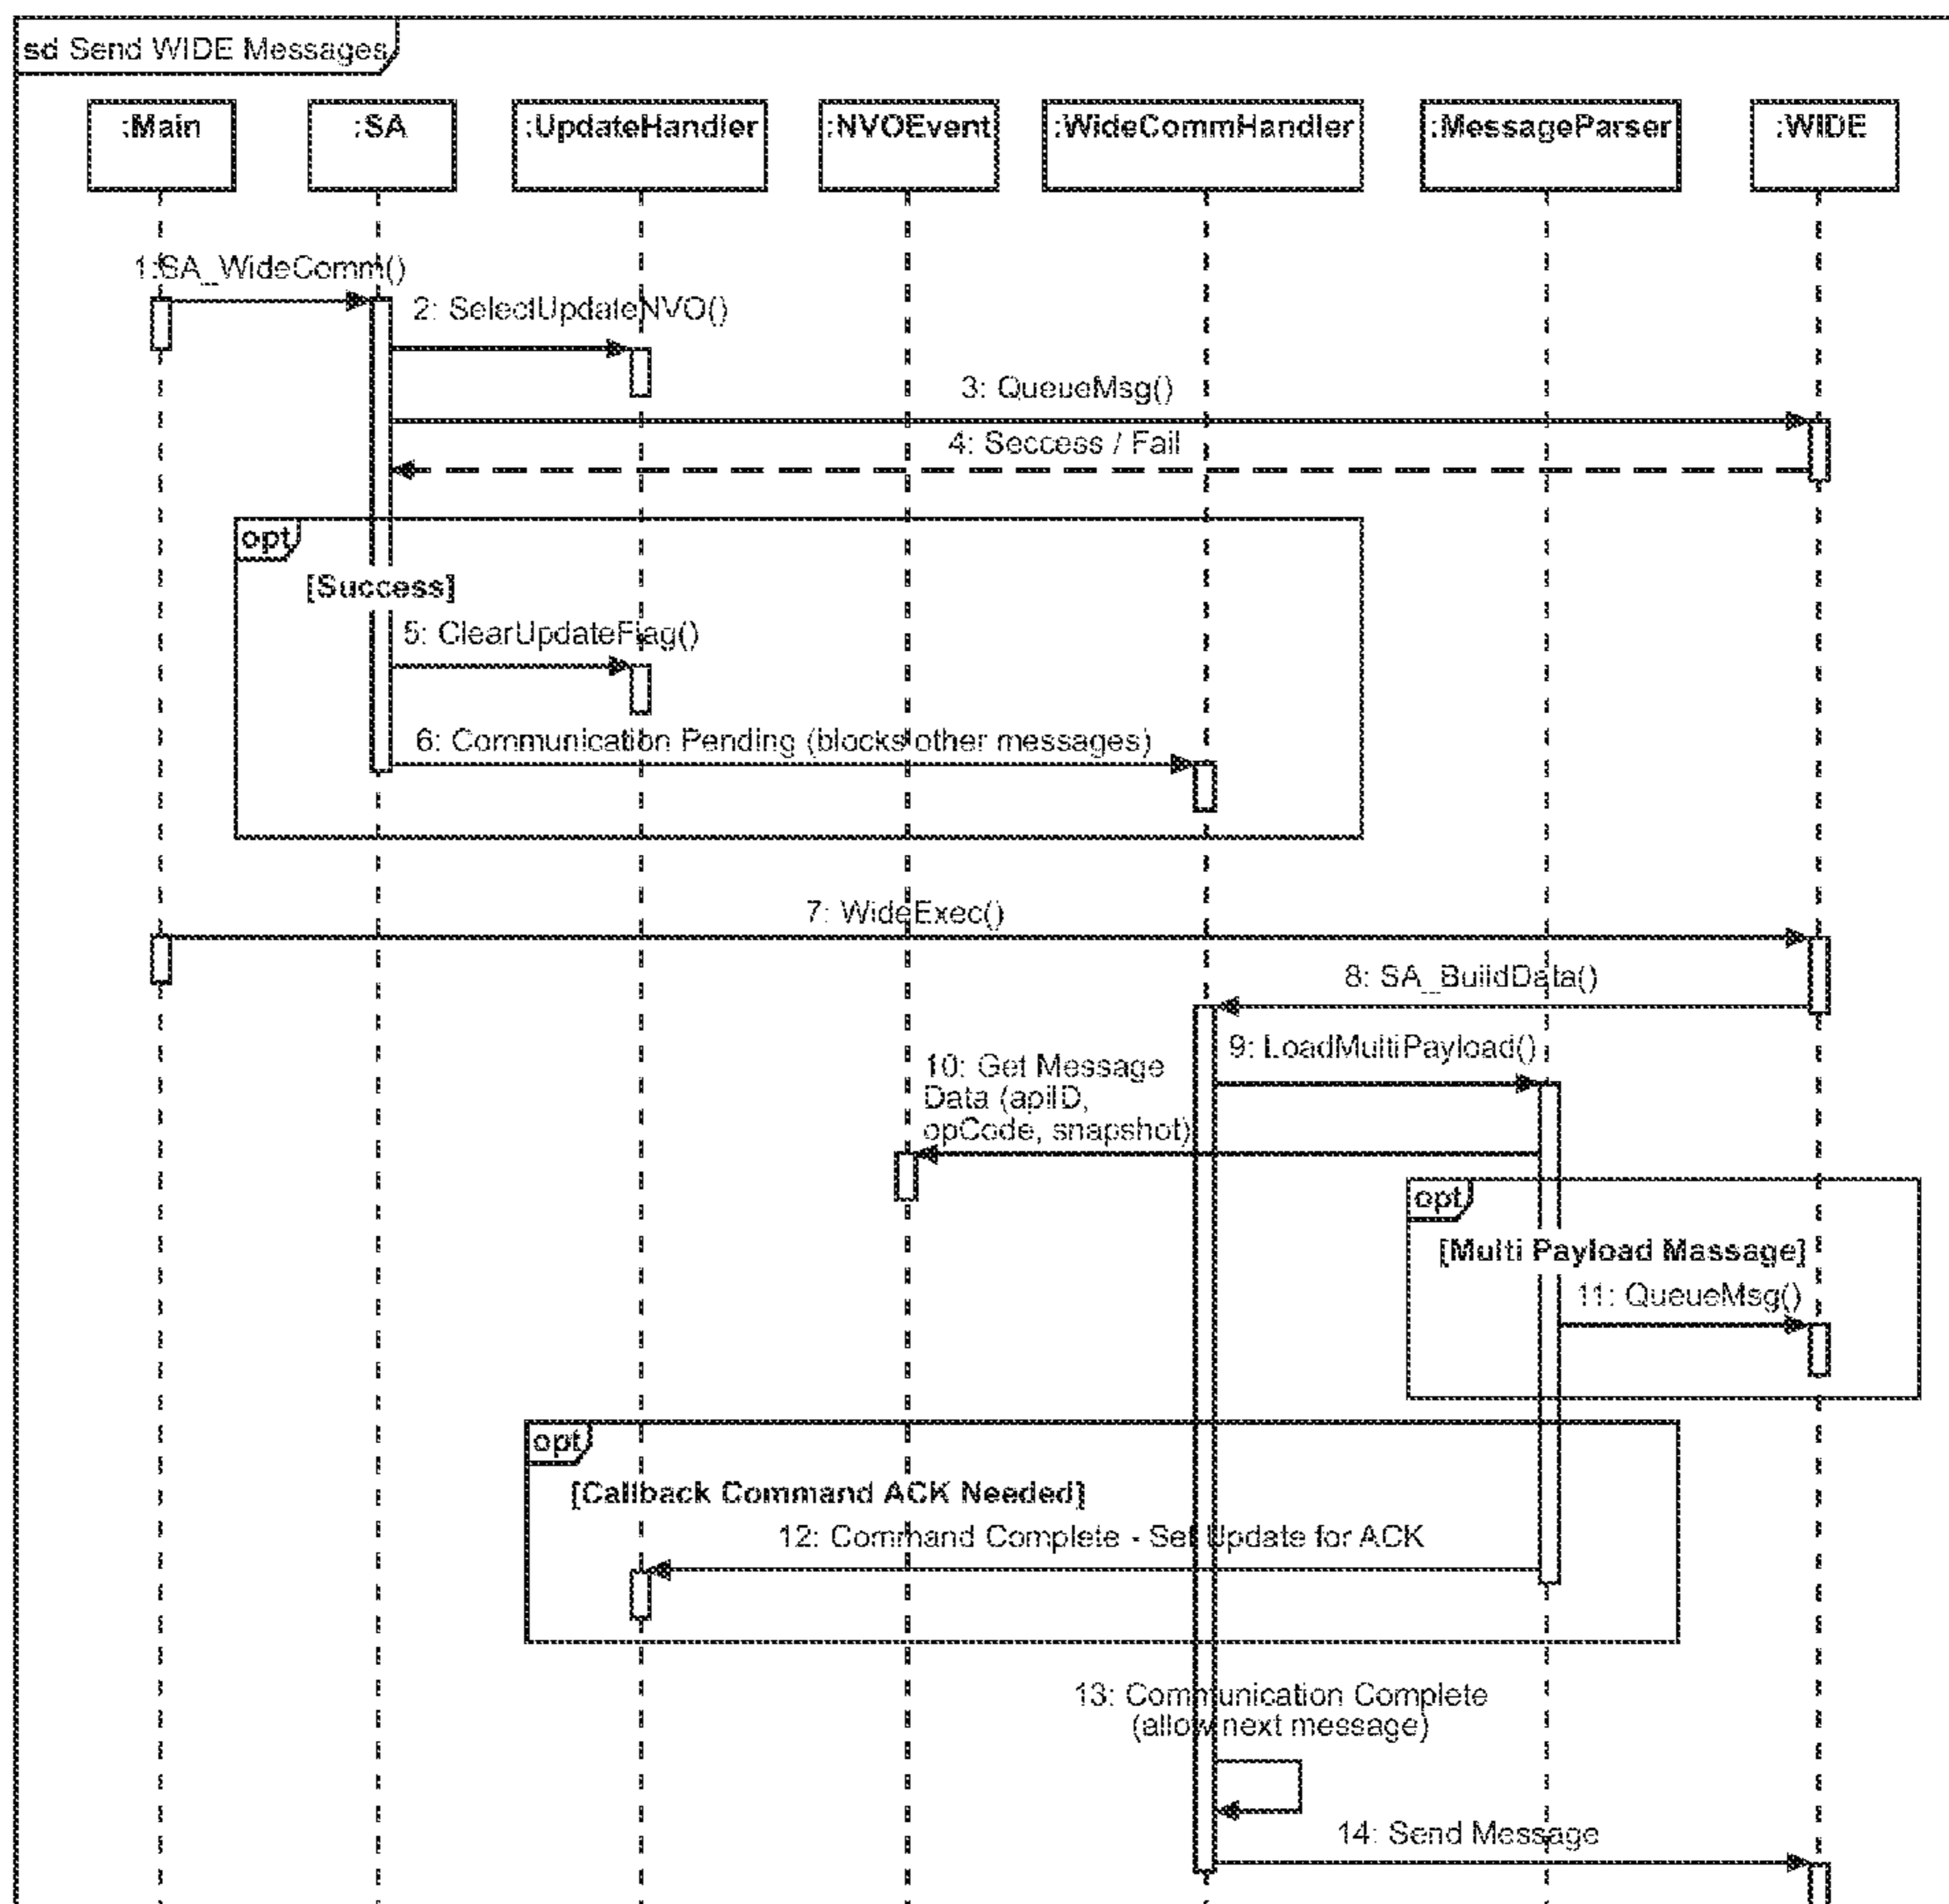 sd Send WIDE Messages
:Main :SA :UpdateHandler :NVOEvent :WideCommHandler :MessageParser :WIDE
1:SA_WideComm()
2: SelectUpdateNVO()
3: QueueMsg()
4: Seccess / Fail
opt
[Success]
5: ClearUpdateFlag()
6: Communication Pending (blocks other messages)
7: WideExec()
8: SA_BuildData()
9: LoadMultiPayload()
10: Get Message
Data (apiID,
opCode, snapshot)
opt
[Multi Payload Massage]
11: QueueMsg()
opt
[Callback Command ACK Needed]
12: Command Complete - Set Update for ACK
13: Communication Complete
(allow next message)
14: Send Message